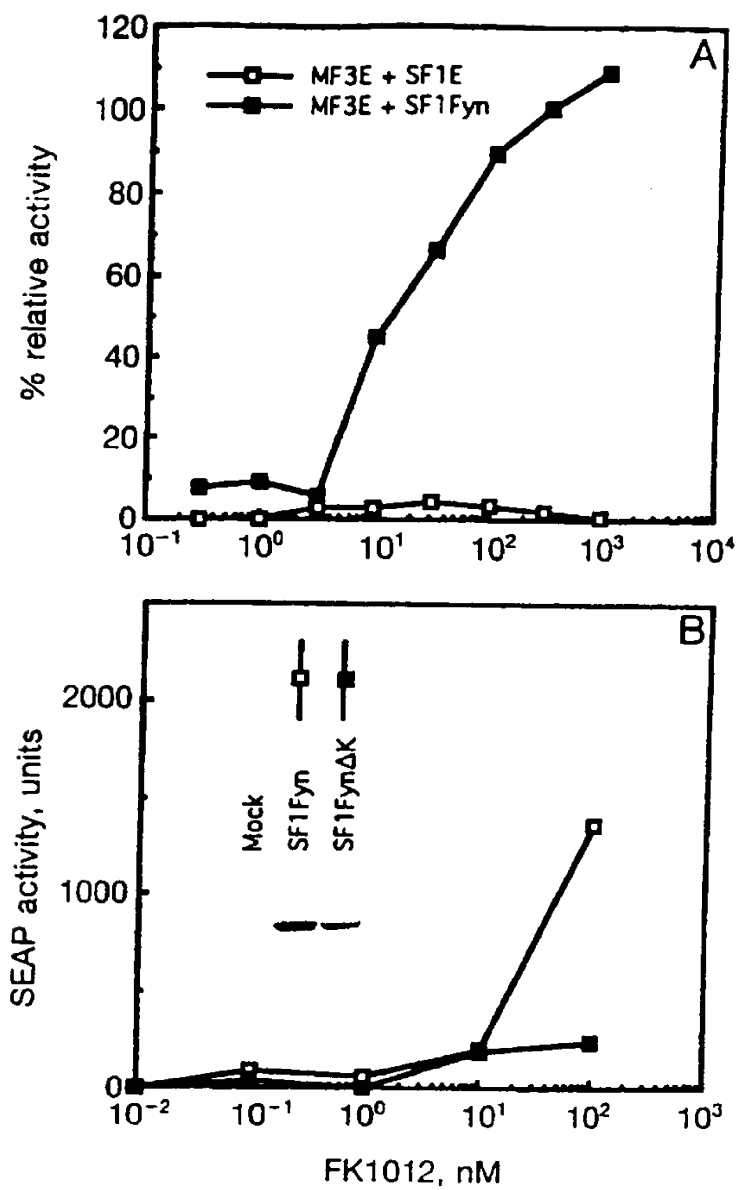 A
120
100
80
60
40
20
0
% relative activity
MF3E + SF1E
MF3E + SF1Fyn
10⁻¹ 10⁰ 10¹ 10² 10³ 10⁴
B
2000
1000
0
SEAP activity, units
Mock
SF1Fyn
SF1FynΔK
10⁻² 10⁻¹ 10⁰ 10¹ 10² 10³
FK1012, nM